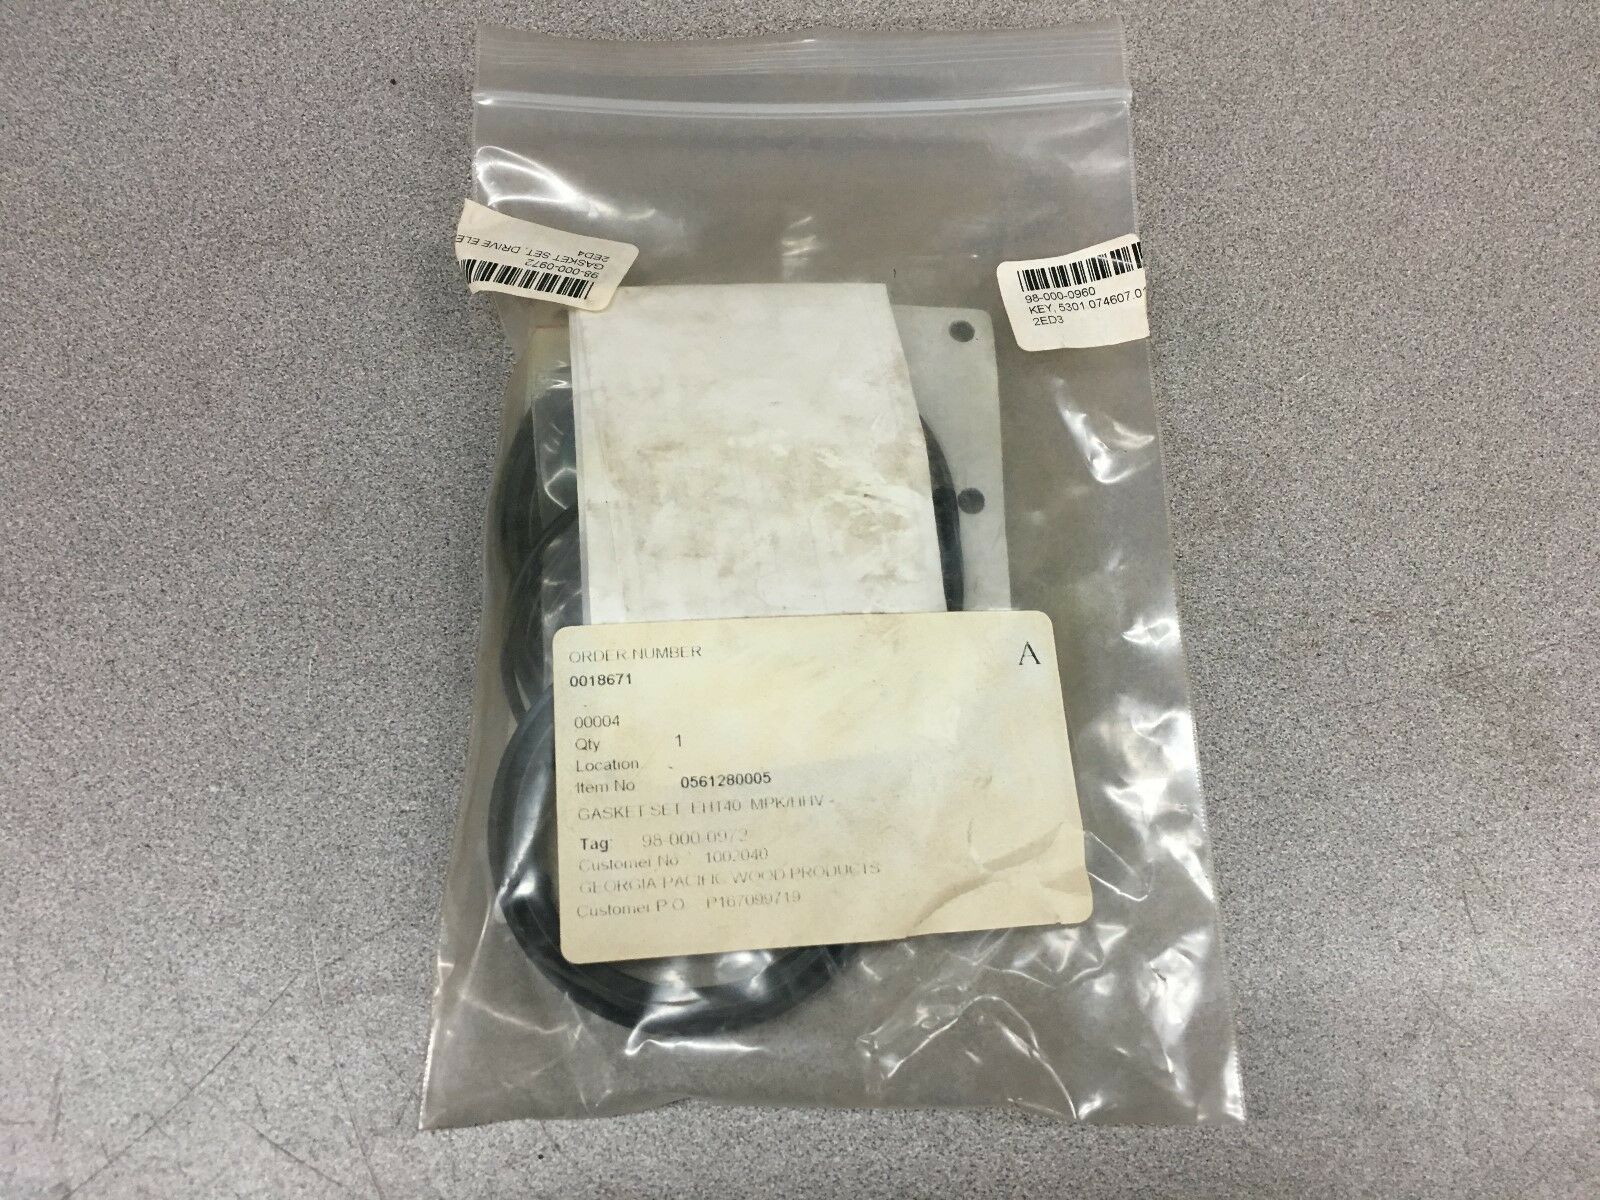 98-000-0972
GASKET SET, DRIVE ELE
2ED4
98-000-0960
KEY, 5301.074607.01
2ED3
ORDER NUMBER
A
0018671
00004
Qty 1
Location
Item No 0561280005
GASKET SET EHT40 MPK/HHV -
Tag: 98-000-0972
Customer No 1002040
GEORGIA PACIFIC WOOD PRODUCTS
Customer P.O. P167099719